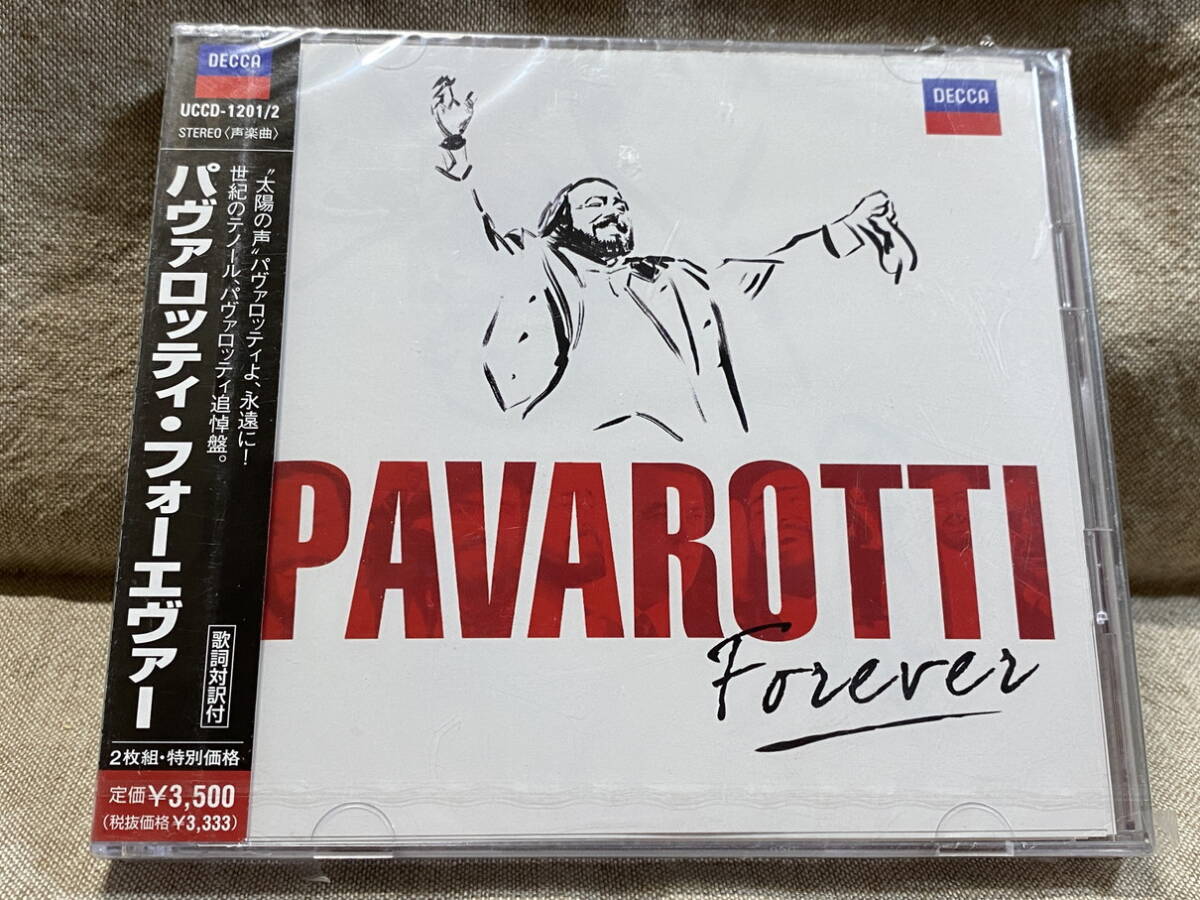 DECCA
UCCD-1201/2
STEREO〈声楽曲〉
“太陽の声”パヴァロッティよ、永遠に！
世紀のテノール、パヴァロッティ追悼盤。
パヴァロッティ・フォーエヴァー
歌詞対訳付
2枚組・特別価格
定価¥3,500
(税抜価格¥3,333)
DECCA
PAVAROTTI
Forever